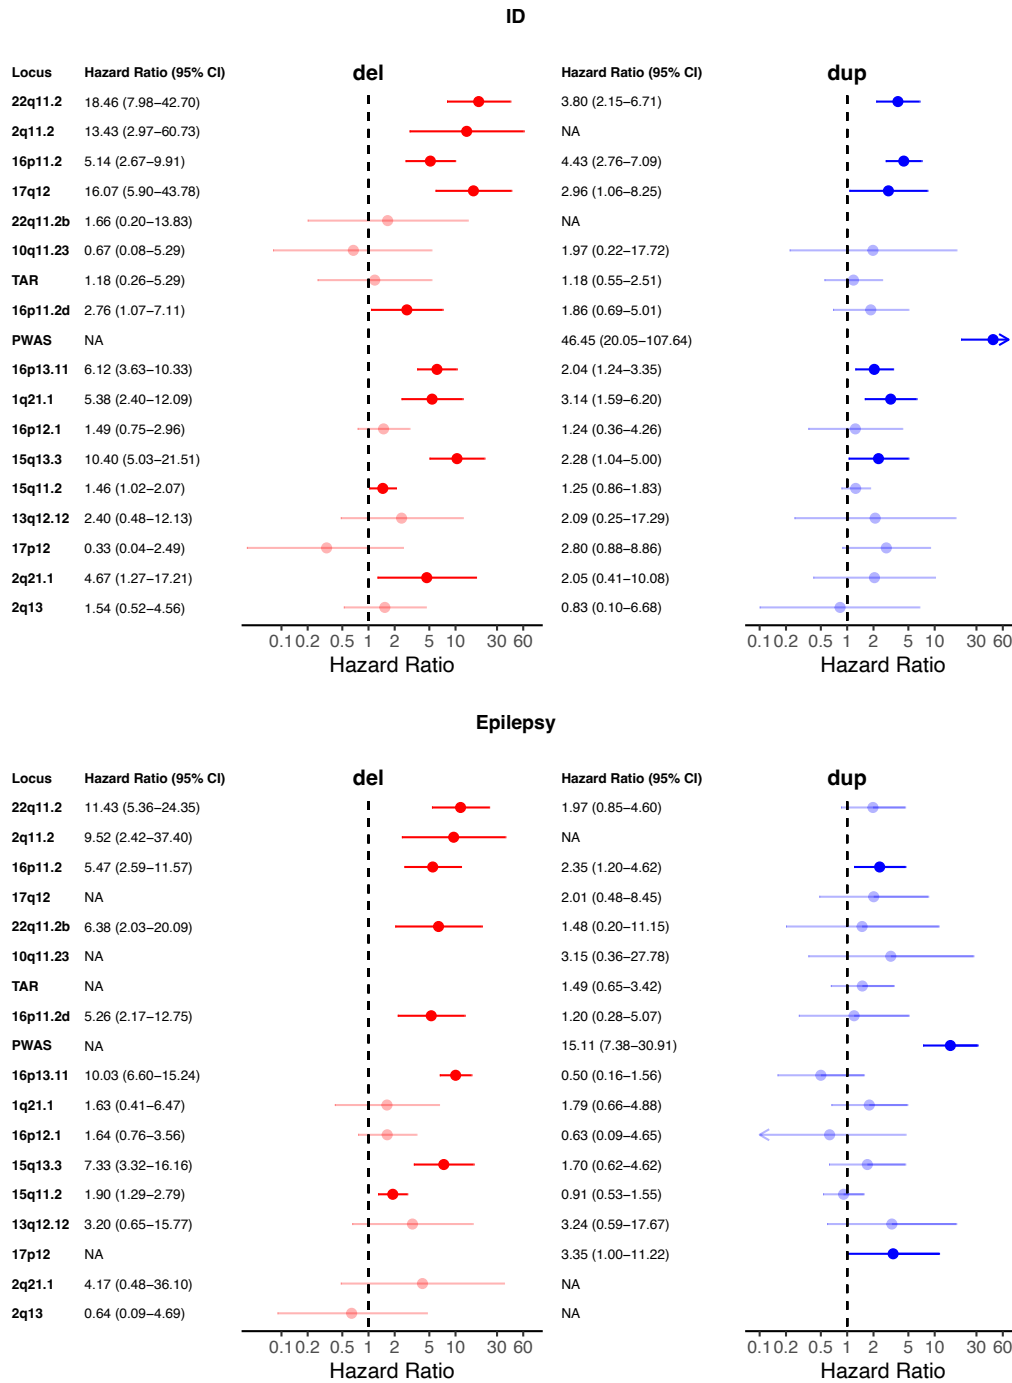 ID
Locus Hazard Ratio (95% CI) del Hazard Ratio (95% CI) dup
22q11.2 18.46 (7.98–42.70) 3.80 (2.15–6.71)
2q11.2 13.43 (2.97–60.73) NA
16p11.2 5.14 (2.67–9.91) 4.43 (2.76–7.09)
17q12 16.07 (5.90–43.78) 2.96 (1.06–8.25)
22q11.2b 1.66 (0.20–13.83) NA
10q11.23 0.67 (0.08–5.29) 1.97 (0.22–17.72)
TAR 1.18 (0.26–5.29) 1.18 (0.55–2.51)
16p11.2d 2.76 (1.07–7.11) 1.86 (0.69–5.01)
PWAS NA 46.45 (20.05–107.64)
16p13.11 6.12 (3.63–10.33) 2.04 (1.24–3.35)
1q21.1 5.38 (2.40–12.09) 3.14 (1.59–6.20)
16p12.1 1.49 (0.75–2.96) 1.24 (0.36–4.26)
15q13.3 10.40 (5.03–21.51) 2.28 (1.04–5.00)
15q11.2 1.46 (1.02–2.07) 1.25 (0.86–1.83)
13q12.12 2.40 (0.48–12.13) 2.09 (0.25–17.29)
17p12 0.33 (0.04–2.49) 2.80 (0.88–8.86)
2q21.1 4.67 (1.27–17.21) 2.05 (0.41–10.08)
2q13 1.54 (0.52–4.56) 0.83 (0.10–6.68)
0.1 0.2 0.5 1 2 5 10 30 60 0.1 0.2 0.5 1 2 5 10 30 60
Hazard Ratio Hazard Ratio
Epilepsy
Locus Hazard Ratio (95% CI) del Hazard Ratio (95% CI) dup
22q11.2 11.43 (5.36–24.35) 1.97 (0.85–4.60)
2q11.2 9.52 (2.42–37.40) NA
16p11.2 5.47 (2.59–11.57) 2.35 (1.20–4.62)
17q12 NA 2.01 (0.48–8.45)
22q11.2b 6.38 (2.03–20.09) 1.48 (0.20–11.15)
10q11.23 NA 3.15 (0.36–27.78)
TAR NA 1.49 (0.65–3.42)
16p11.2d 5.26 (2.17–12.75) 1.20 (0.28–5.07)
PWAS NA 15.11 (7.38–30.91)
16p13.11 10.03 (6.60–15.24) 0.50 (0.16–1.56)
1q21.1 1.63 (0.41–6.47) 1.79 (0.66–4.88)
16p12.1 1.64 (0.76–3.56) 0.63 (0.09–4.65)
15q13.3 7.33 (3.32–16.16) 1.70 (0.62–4.62)
15q11.2 1.90 (1.29–2.79) 0.91 (0.53–1.55)
13q12.12 3.20 (0.65–15.77) 3.24 (0.59–17.67)
17p12 NA 3.35 (1.00–11.22)
2q21.1 4.17 (0.48–36.10) NA
2q13 0.64 (0.09–4.69) NA
0.1 0.2 0.5 1 2 5 10 30 60 0.1 0.2 0.5 1 2 5 10 30 60
Hazard Ratio Hazard Ratio